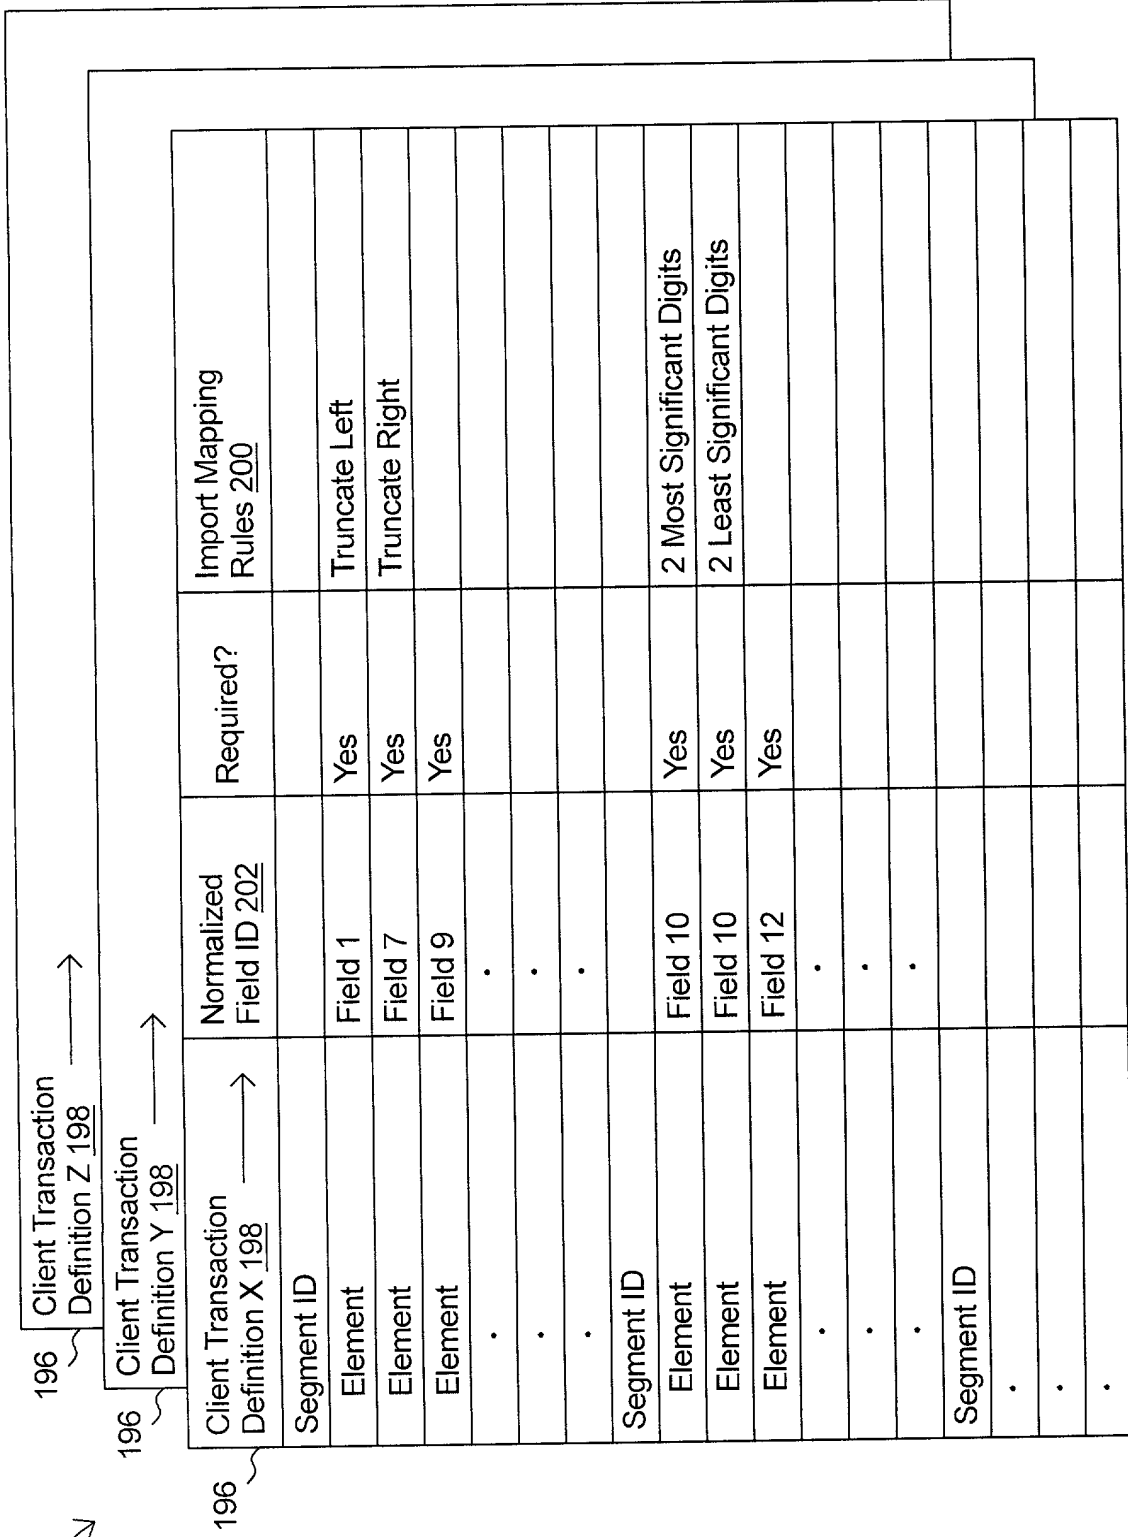 196
Client Transaction
Definition Z 198
196
Client Transaction
Definition Y 198
196
Client Transaction
Definition X 198
Normalized
Field ID 202
Required?
Import Mapping
Rules 200
Segment ID
Element Field 1 Yes Truncate Left
Element Field 7 Yes Truncate Right
Element Field 9 Yes
. .
. .
. .
Segment ID
Element Field 10 Yes 2 Most Significant Digits
Element Field 10 Yes 2 Least Significant Digits
Element Field 12 Yes
. .
. .
. .
Segment ID
.
.
.